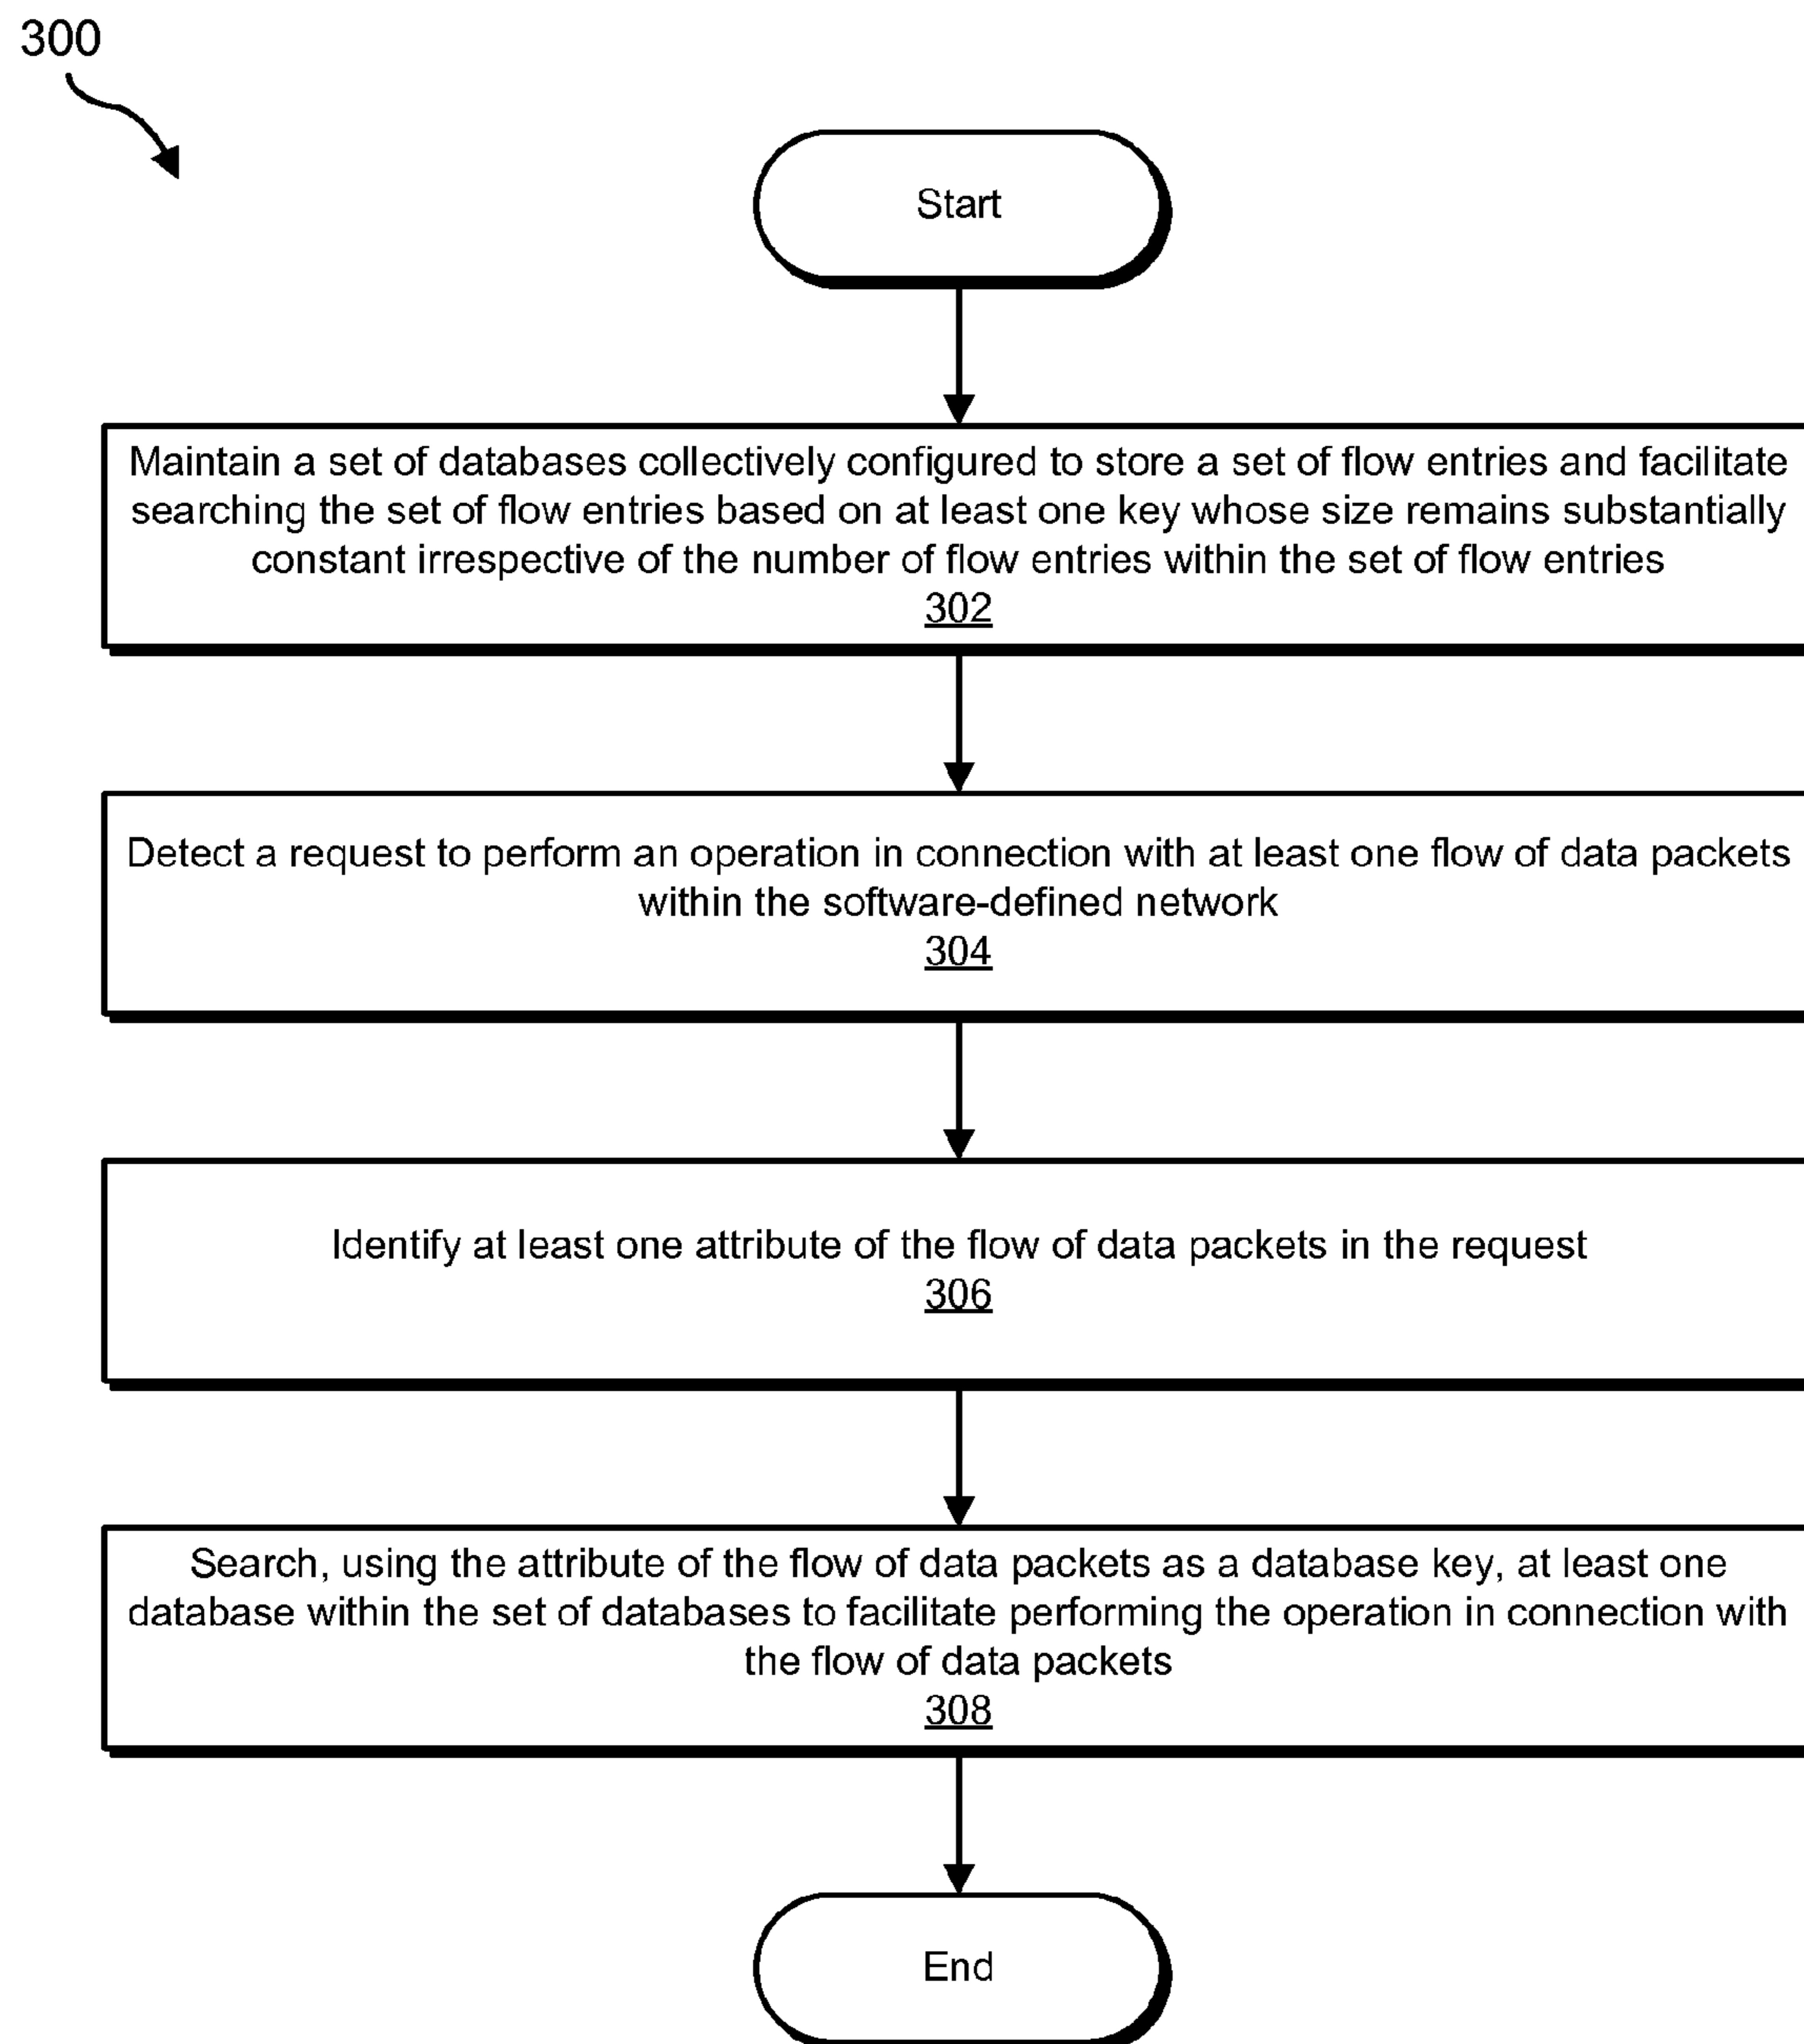 300
Start
Maintain a set of databases collectively configured to store a set of flow entries and facilitate
searching the set of flow entries based on at least one key whose size remains substantially
constant irrespective of the number of flow entries within the set of flow entries
302
Detect a request to perform an operation in connection with at least one flow of data packets
within the software-defined network
304
Identify at least one attribute of the flow of data packets in the request
306
Search, using the attribute of the flow of data packets as a database key, at least one
database within the set of databases to facilitate performing the operation in connection with
the flow of data packets
308
End